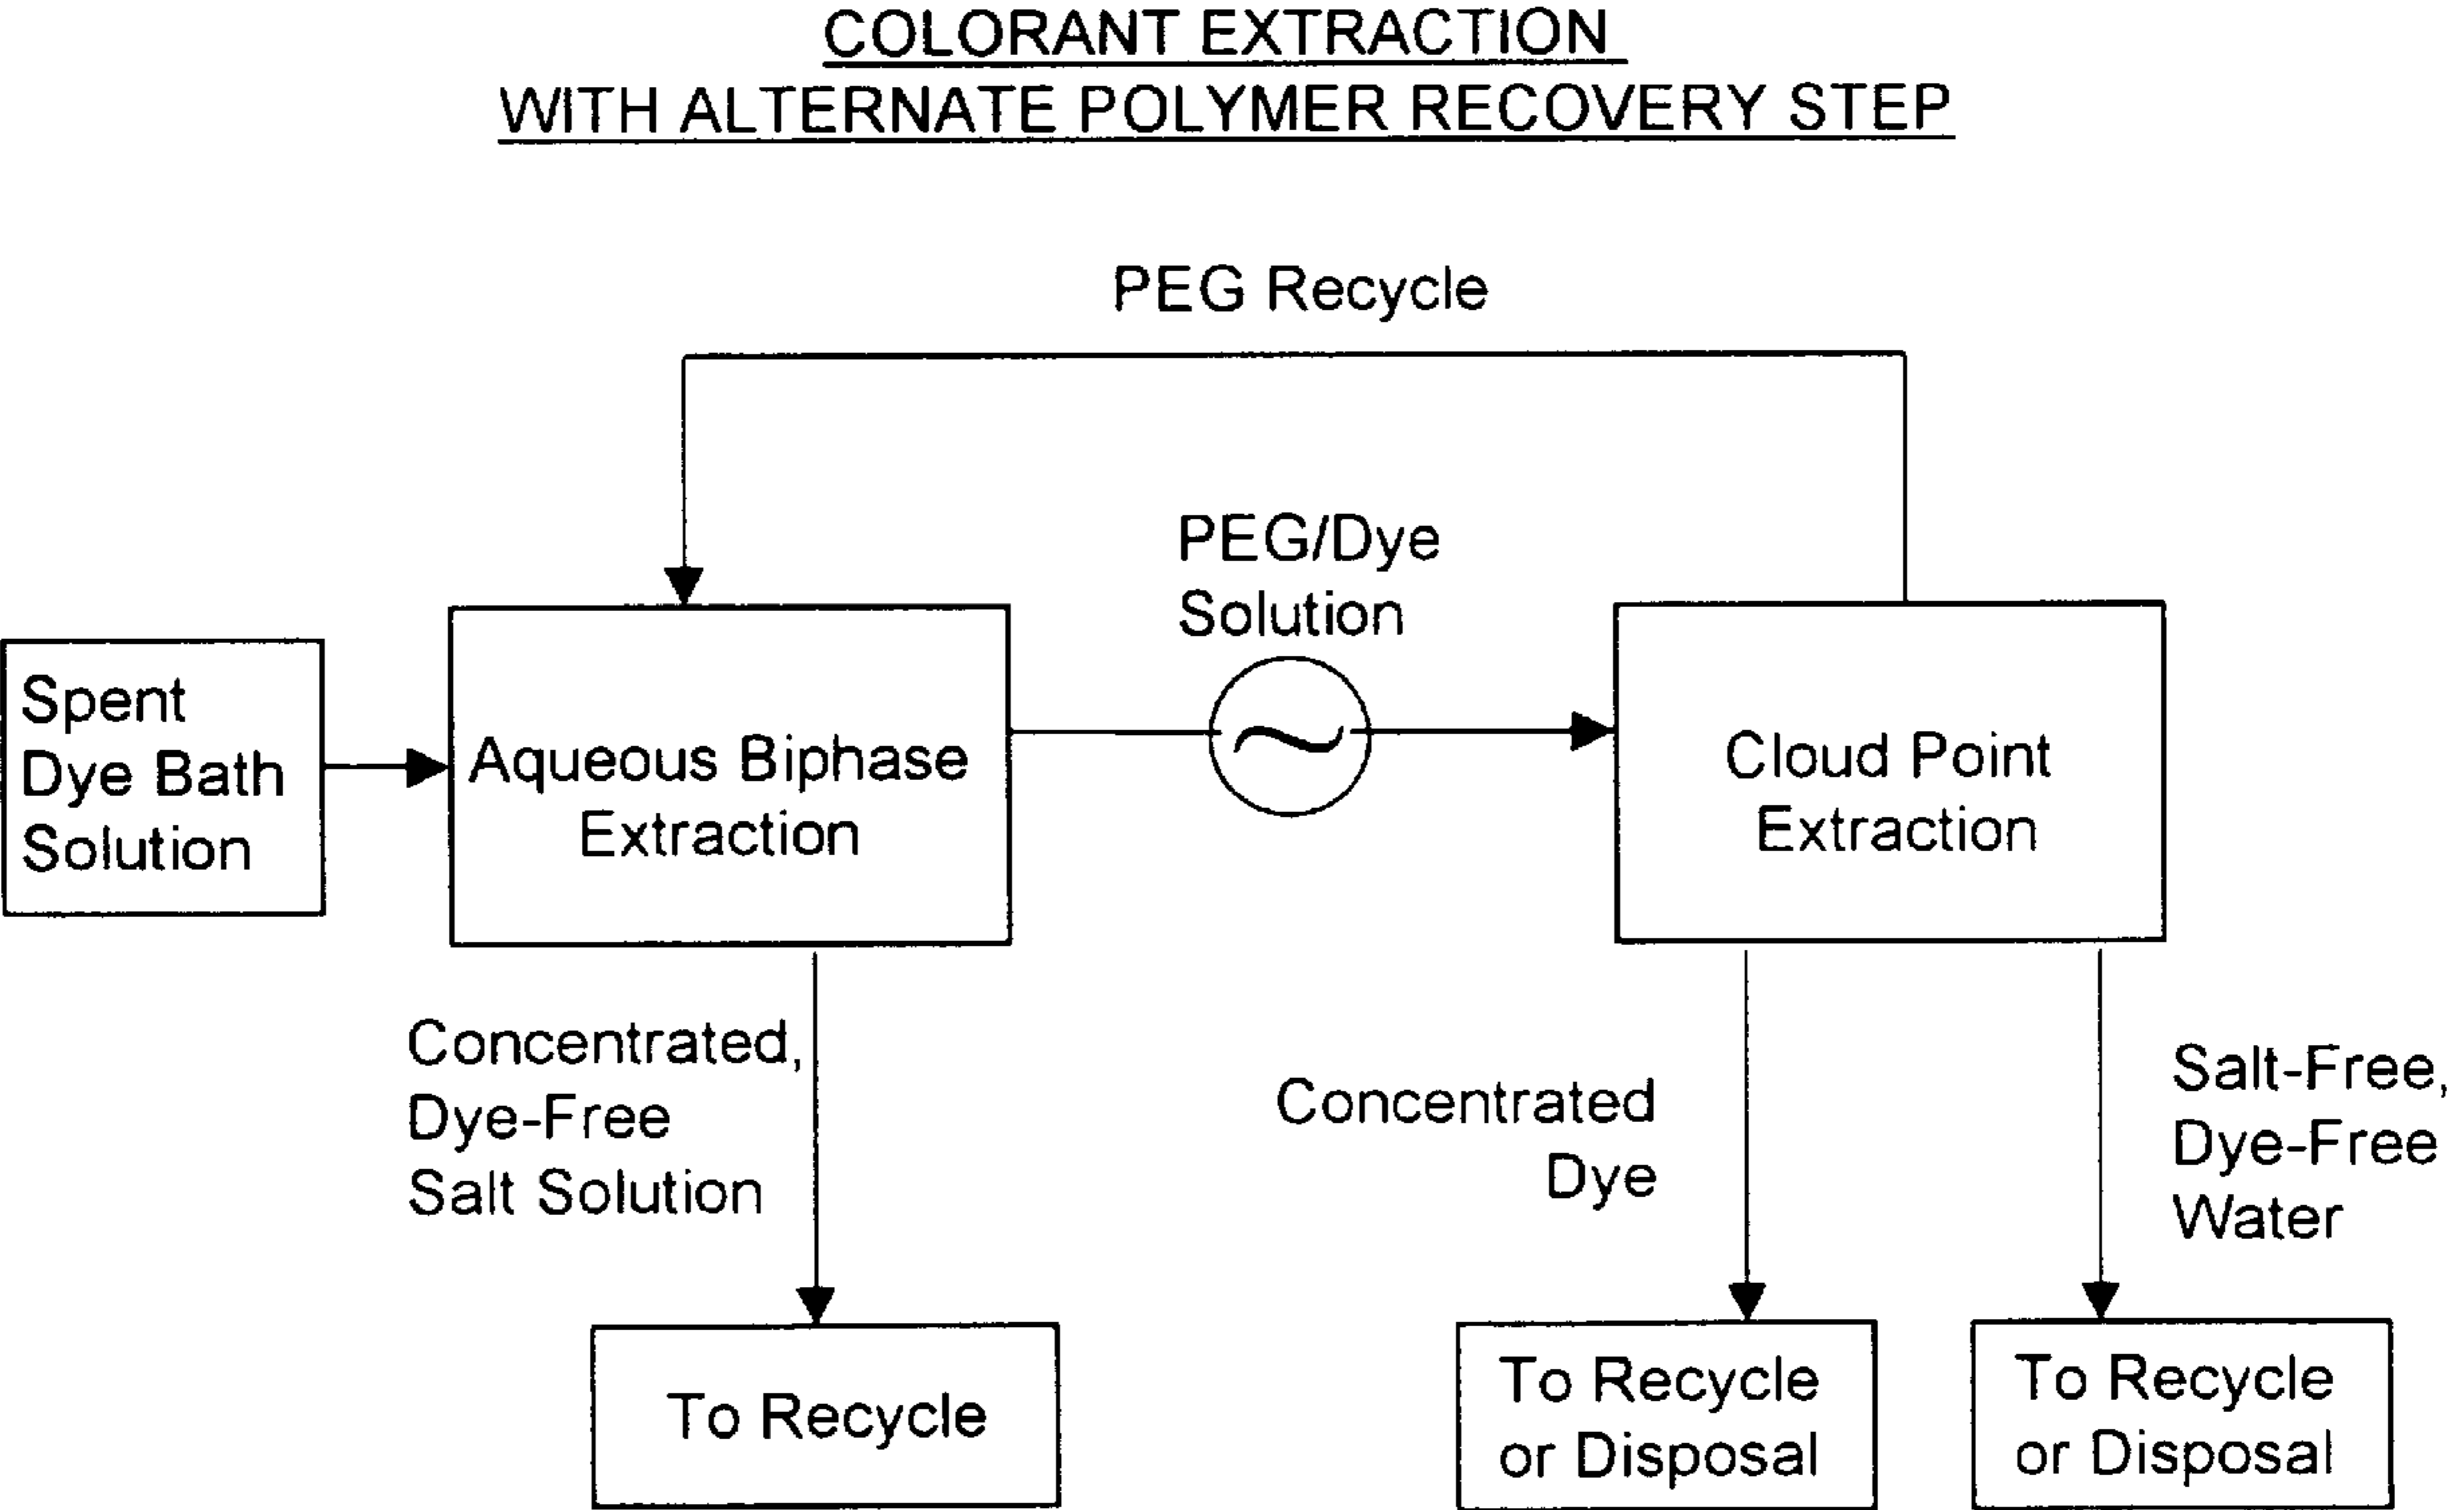 COLORANT EXTRACTION
WITH ALTERNATE POLYMER RECOVERY STEP
PEG Recycle
PEG/Dye
Solution
Spent
Dye Bath
Solution
Aqueous Biphase
Extraction
Cloud Point
Extraction
Concentrated,
Dye-Free
Salt Solution
Concentrated
Dye
Salt-Free,
Dye-Free
Water
To Recycle
To Recycle
or Disposal
To Recycle
or Disposal